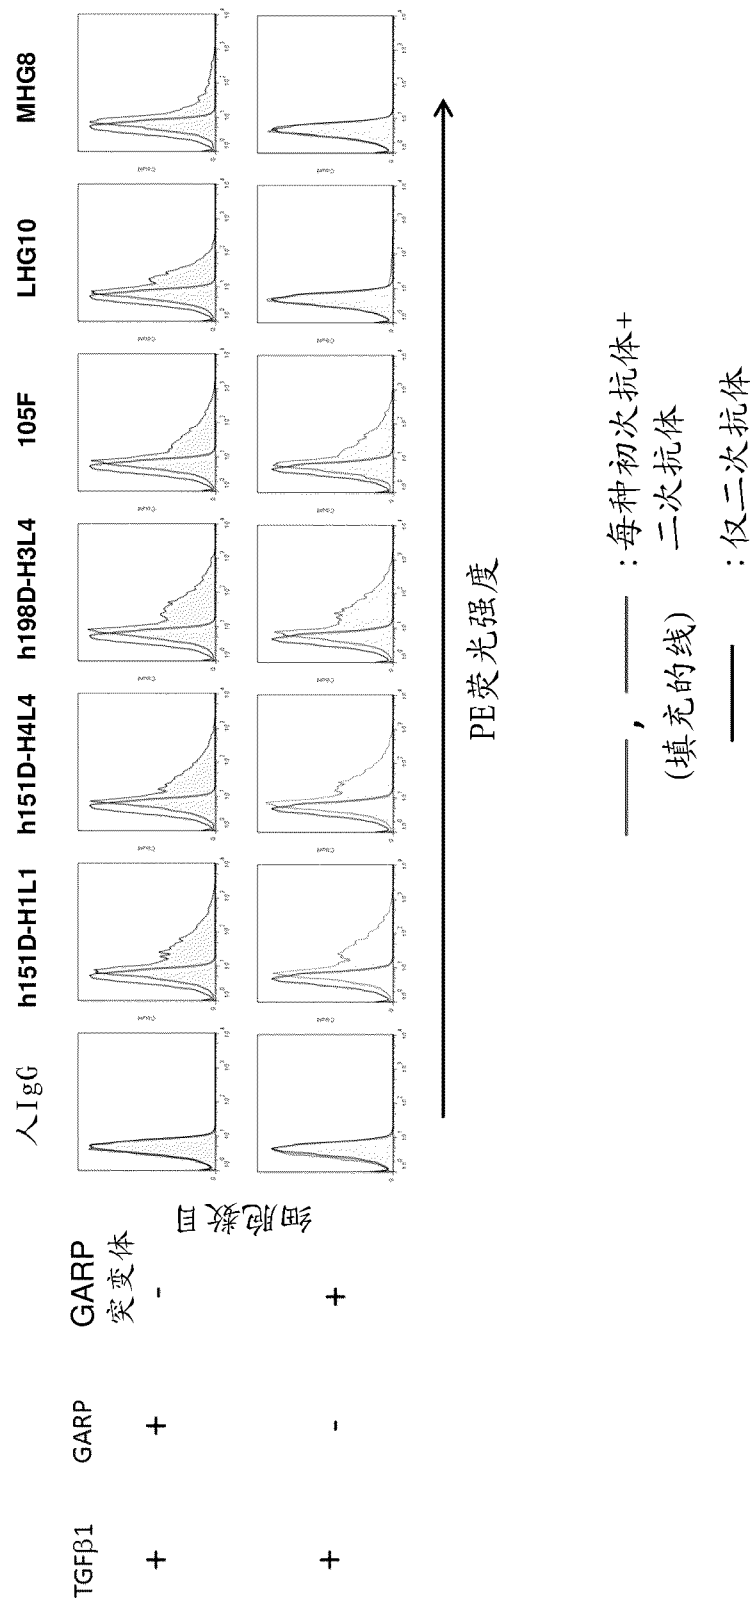 人IgG
h151D-H1L1
h151D-H4L4
h198D-H3L4
105F
LHG10
MHG8
TGFβ1
GARP
GARP
突变体
+
+
-
+
-
+
细胞数目
PE荧光强度
: 每种初次抗体+
二次抗体
,
(填充的线)
: 仅二次抗体